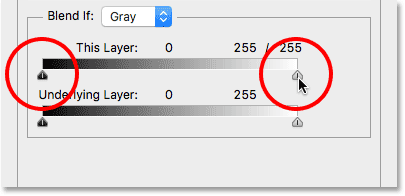 Blend If: Gray
This Layer: 0 255 / 255
Underlying Layer: 0 255